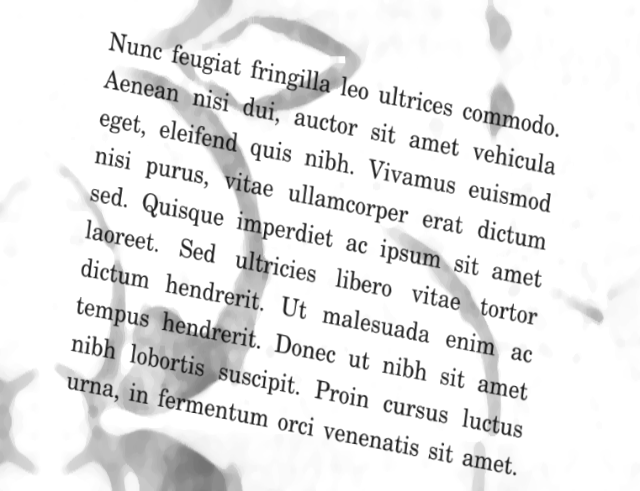 Nunc feugiat fringilla leo ultrices commodo.
Aenean nisi dui, auctor sit amet vehicula
eget, eleifend quis nibh. Vivamus euismod
nisi purus, vitae ullamcorper erat dictum
sed. Quisque imperdiet ac ipsum sit amet
laoreet. Sed ultricies libero vitae tortor
dictum hendrerit. Ut malesuada enim ac
tempus hendrerit. Donec ut nibh sit amet
nibh lobortis suscipit. Proin cursus luctus
urna, in fermentum orci venenatis sit amet.